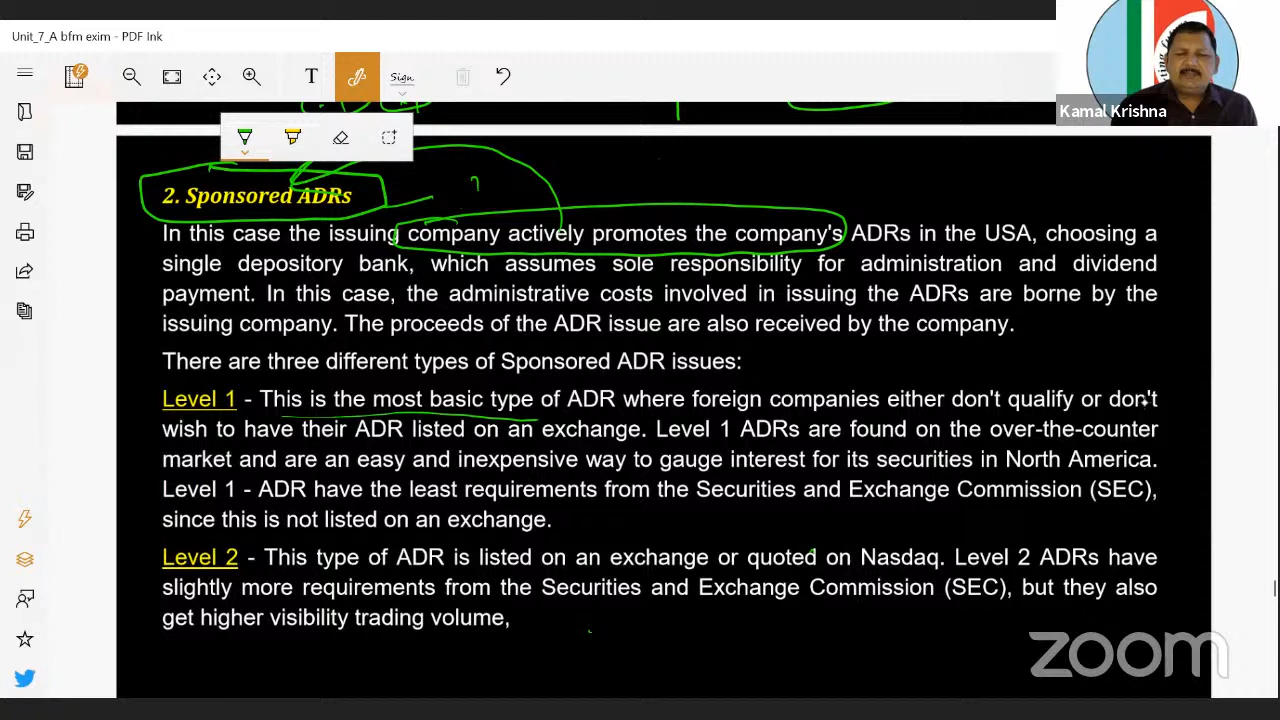 Unit_7_A bfm exim - PDF Ink
T
Sign
Kamal Krishna
2. Sponsored ADRs
In this case the issuing company actively promotes the company's ADRs in the USA, choosing a
single depository bank, which assumes sole responsibility for administration and dividend
payment. In this case, the administrative costs involved in issuing the ADRs are borne by the
issuing company. The proceeds of the ADR issue are also received by the company.
There are three different types of Sponsored ADR issues:
Level 1 - This is the most basic type of ADR where foreign companies either don't qualify or don't
wish to have their ADR listed on an exchange. Level 1 ADRs are found on the over-the-counter
market and are an easy and inexpensive way to gauge interest for its securities in North America.
Level 1 - ADR have the least requirements from the Securities and Exchange Commission (SEC),
since this is not listed on an exchange.
Level 2 - This type of ADR is listed on an exchange or quoted on Nasdaq. Level 2 ADRs have
slightly more requirements from the Securities and Exchange Commission (SEC), but they also
get higher visibility trading volume,
zoom